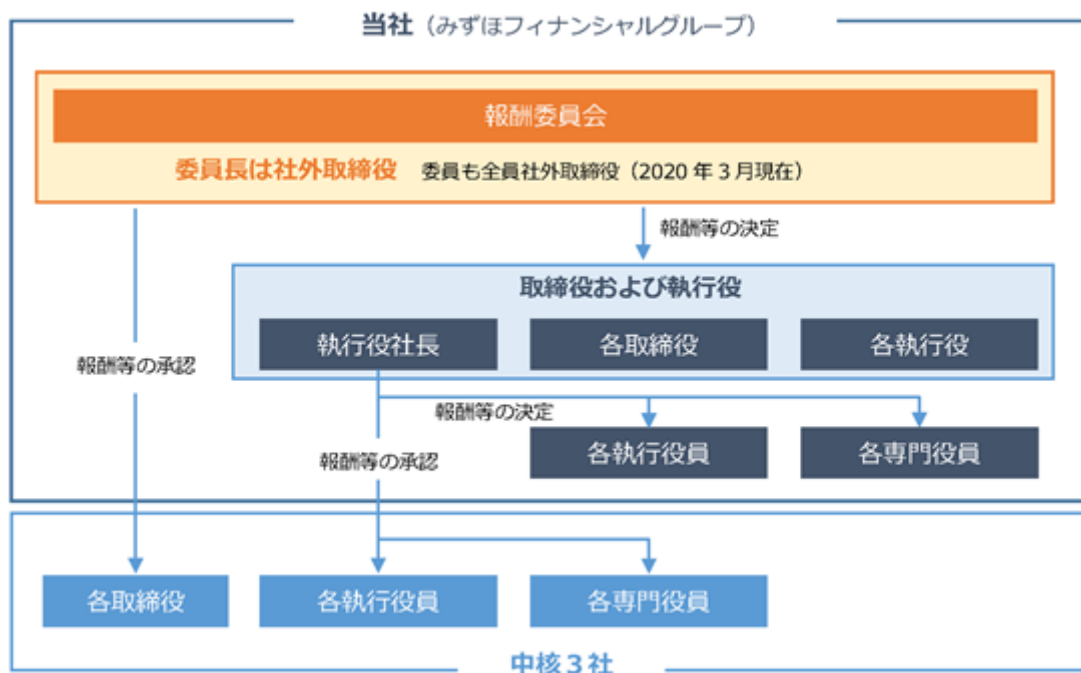 当社（みずほフィナンシャルグループ）
報酬委員会
委員長は社外取締役 委員も全員社外取締役（2020 年 3 月現在）
報酬等の決定
取締役および執行役
執行役社長 各取締役 各執行役
報酬等の承認
報酬等の決定
各執行役員 各専門役員
報酬等の承認
各取締役 各執行役員 各専門役員
中核３社